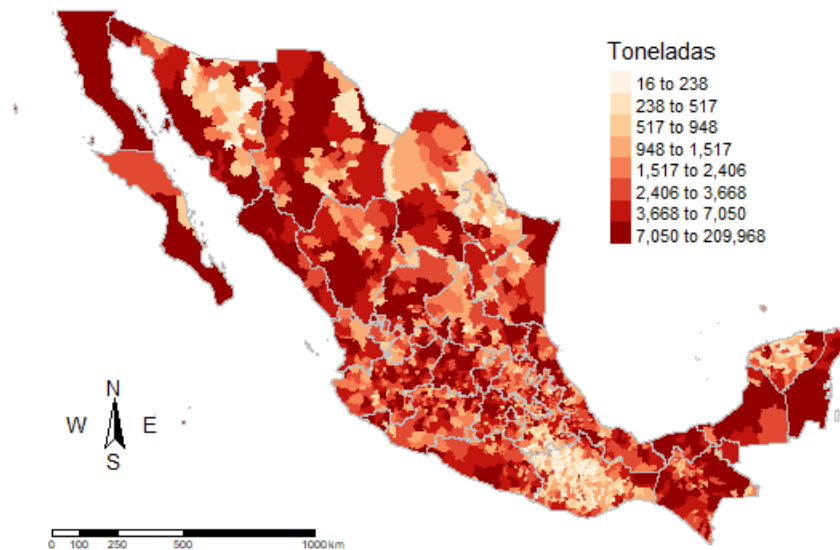 Toneladas
16 to 238
238 to 517
517 to 948
948 to 1,517
1,517 to 2,406
2,406 to 3,668
3,668 to 7,050
7,050 to 209,968
N
W E
S
0 100 250 500 1000 km